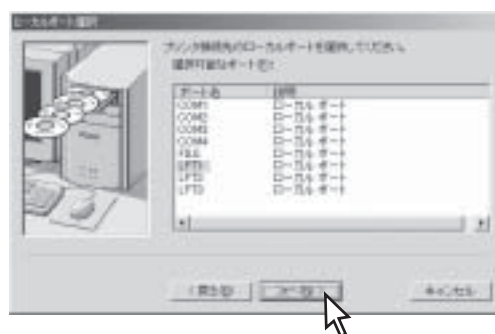 ローカルポート選択
プリンタ接続先のローカルポートを選択してください。
選択可能なポート(E):
ポート名 説明
COM1: ローカル ポート
COM2: ローカル ポート
COM3: ローカル ポート
COM4: ローカル ポート
FILE: ローカル ポート
LPT1: ローカル ポート
LPT2: ローカル ポート
LPT3: ローカル ポート
< 戻る(B)
次へ(N) >
キャンセル